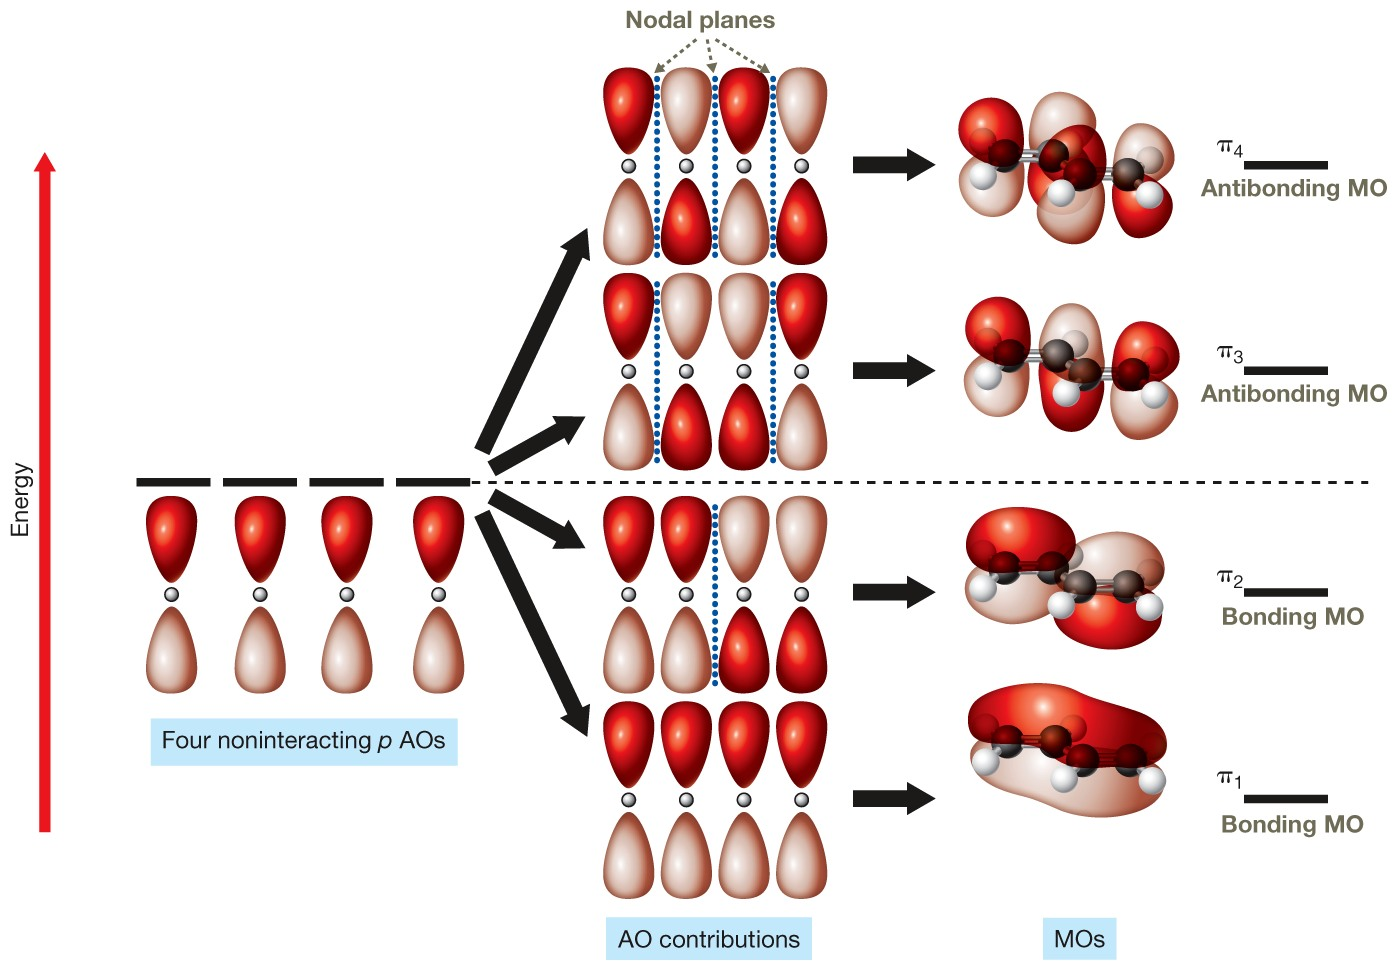 Nodal planes
π4
Antibonding MO
π3
Antibonding MO
Energy
π2
Bonding MO
Four noninteracting p AOs
π1
Bonding MO
AO contributions
MOs